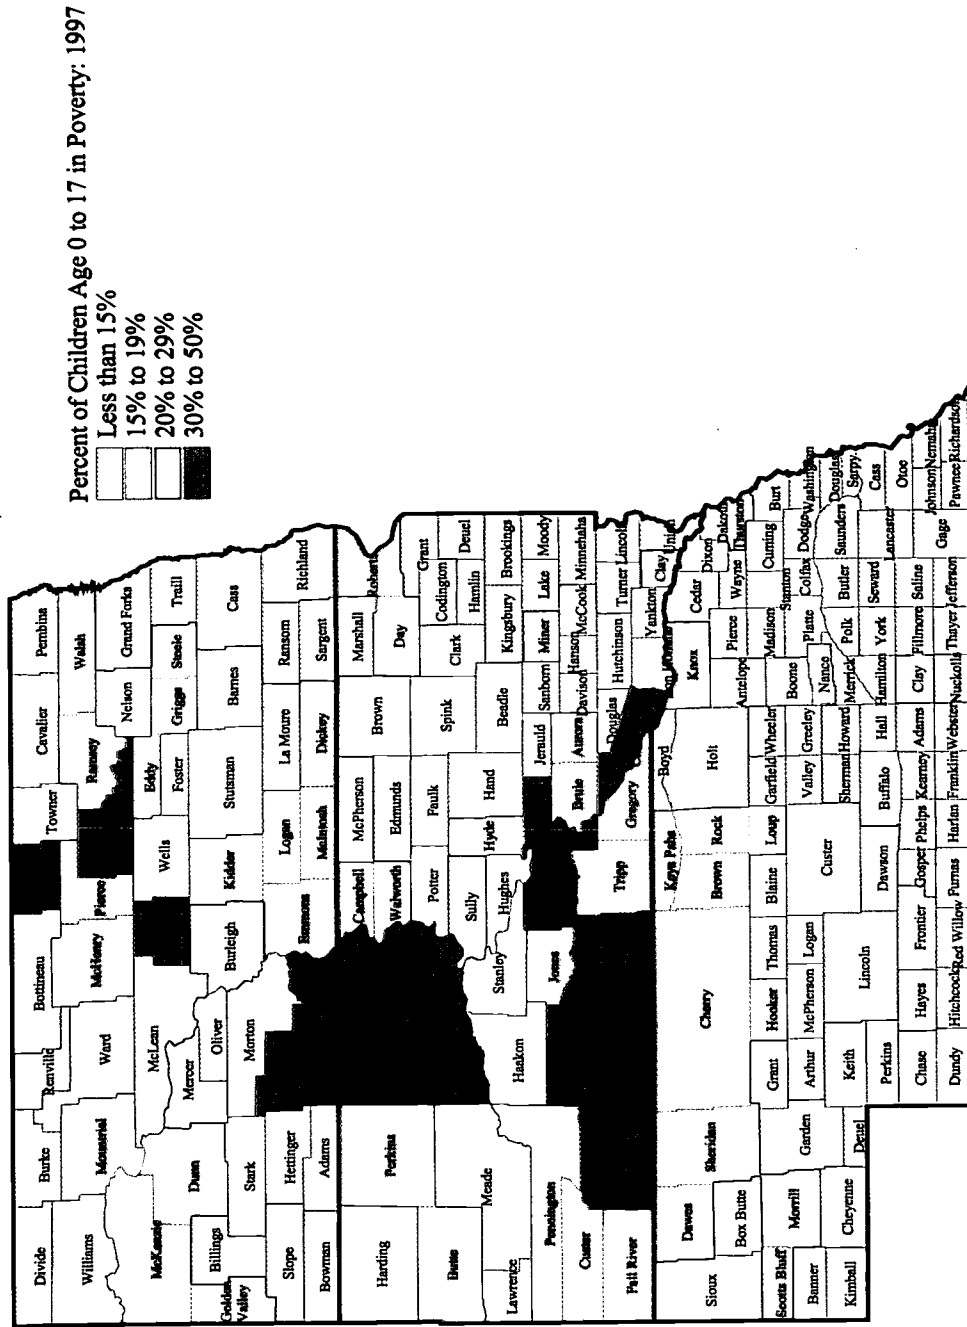 Percent of Children Age 0 to 17 in Poverty: 1997
Less than 15%
15% to 19%
20% to 29%
30% to 50%
Divide
Burke
Renville
Bottineau
Towner
Cavalier
Pembina
Williams
Mountrail
Ward
McHenry
Pierce
Ramsey
Walsh
McKenzie
McLean
Wells
Eddy
Nelson
Grand Forks
Dunn
Mercer
Oliver
Foster
Griggs
Steele
Traill
Golden
Valley
Billings
Stark
Morton
Burleigh
Kidder
Stutsman
Barnes
Cass
Slope
Hettinger
Emmons
Logan
La Moure
Ransom
Richland
Bowman
Adams
McIntosh
Dickey
Sargent
Harding
Perkins
Campbell
McPherson
Brown
Marshall
Roberts
Walworth
Edmunds
Day
Butte
Meade
Potter
Faulk
Spink
Clark
Codington
Grant
Deuel
Hamlin
Lawrence
Haakon
Stanley
Sully
Hughes
Hyde
Hand
Beadle
Kingsbury
Brookings
Pennington
Jones
Jerauld
Sanborn
Miner
Lake
Moody
Custer
Brule
Aurora
Davison
Hanson
McCook
Minnehaha
Fall River
Tripp
Gregory
Douglas
Hutchinson
Turner
Lincoln
Yankton
Clay
Union
Sioux
Dawes
Sheridan
Cherry
Keya Paha
Boyd
Knox
Cedar
Dixon
Dakota
Box Butte
Brown
Rock
Holt
Antelope
Pierce
Wayne
Thurston
Scotts Bluff
Morrill
Garden
Grant
Hooker
Thomas
Blaine
Loup
Garfield
Wheeler
Boone
Madison
Stanton
Cuming
Burt
Banner
Arthur
McPherson
Logan
Custer
Valley
Greeley
Nance
Platte
Colfax
Dodge
Washington
Kimball
Cheyenne
Deuel
Keith
Lincoln
Sherman
Howard
Merrick
Polk
Butler
Saunders
Douglas
Sarpy
Perkins
Dawson
Buffalo
Hall
Hamilton
York
Seward
Lancaster
Cass
Chase
Hayes
Frontier
Gosper
Phelps
Kearney
Adams
Clay
Fillmore
Saline
Otoe
Dundy
Hitchcock
Red Willow
Furnas
Harlan
Franklin
Webster
Nuckolls
Thayer
Jefferson
Gage
Johnson
Nemaha
Pawnee
Richardson